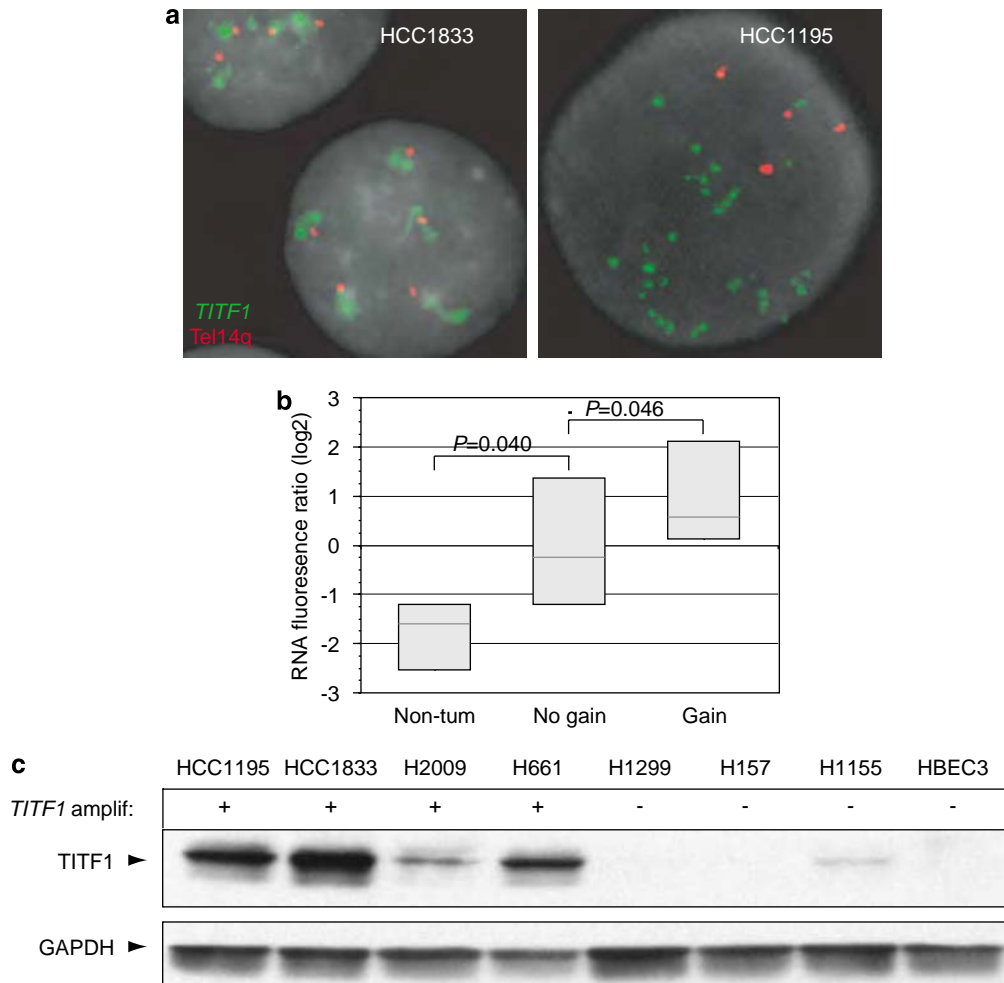 a
HCC1833
HCC1195
TITF1
Tel14q
b
RNA fluoresence ratio (log2)
3
2
1
0
-1
-2
-3
P=0.040
P=0.046
Non-tum No gain Gain
c
HCC1195 HCC1833 H2009 H661 H1299 H157 H1155 HBEC3
TITF1 amplif: + + + + - - - -
TITF1
GAPDH